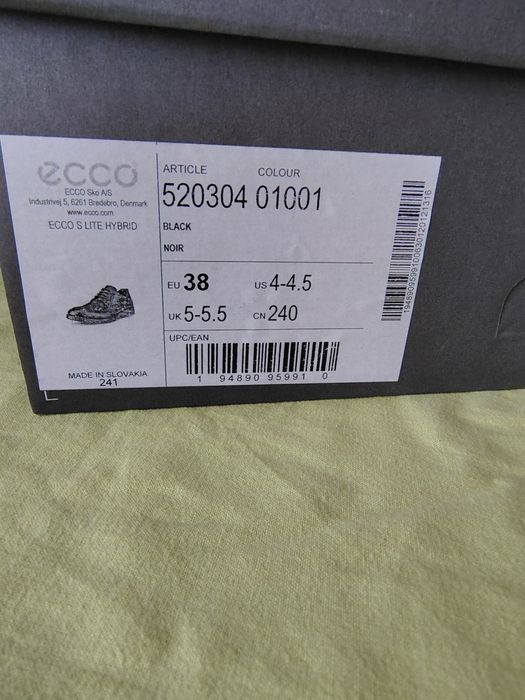 ecco
ECCO Sko A/S
Industrivej 5, 6261 Bredebro, Denmark
www.ecco.com
ECCO S LITE HYBRID
MADE IN SLOVAKIA
241
ARTICLE COLOUR
520304 01001
BLACK
NOIR
EU 38 US 4-4.5
UK 5-5.5 CN 240
UPC/EAN
1 94890 95991 0